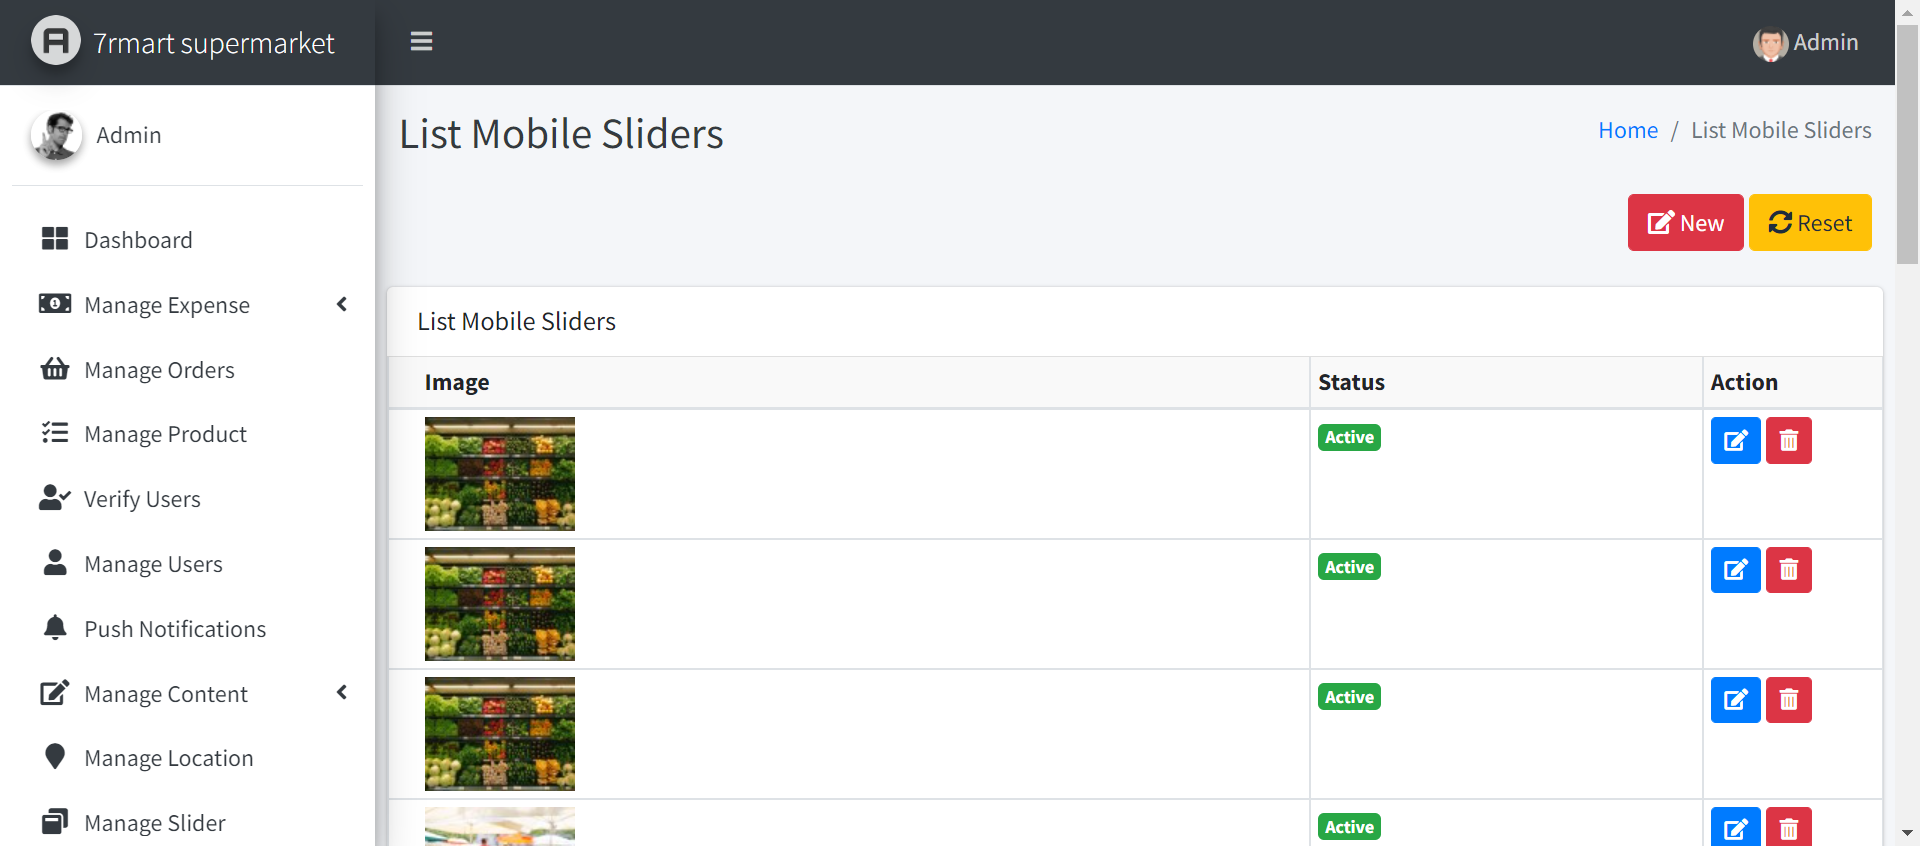 7rmart supermarket
Admin
Admin
List Mobile Sliders
Home / List Mobile Sliders
New
Reset
Dashboard
Manage Expense
Manage Orders
Manage Product
Verify Users
Manage Users
Push Notifications
Manage Content
Manage Location
Manage Slider
List Mobile Sliders
Image Status Action
Active
Active
Active
Active